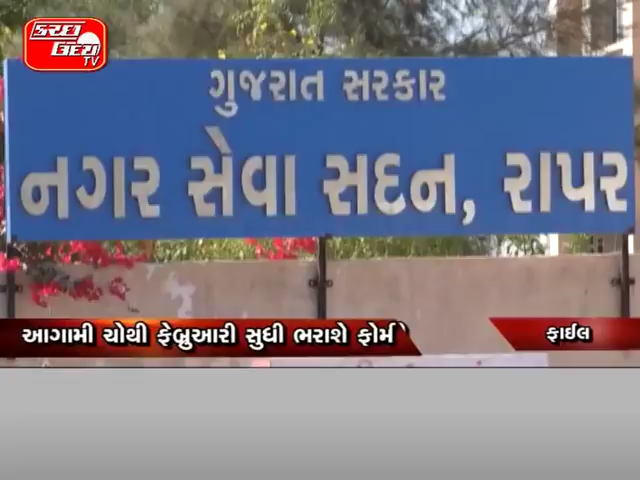 કચ્છ ઉદય TV
ગુજરાત સરકાર
નગર સેવા સદન, રાપર
આગામી ચોથી ફેબ્રુઆરી સુધી ભરાશે ફોર્મ
ફાઈલ